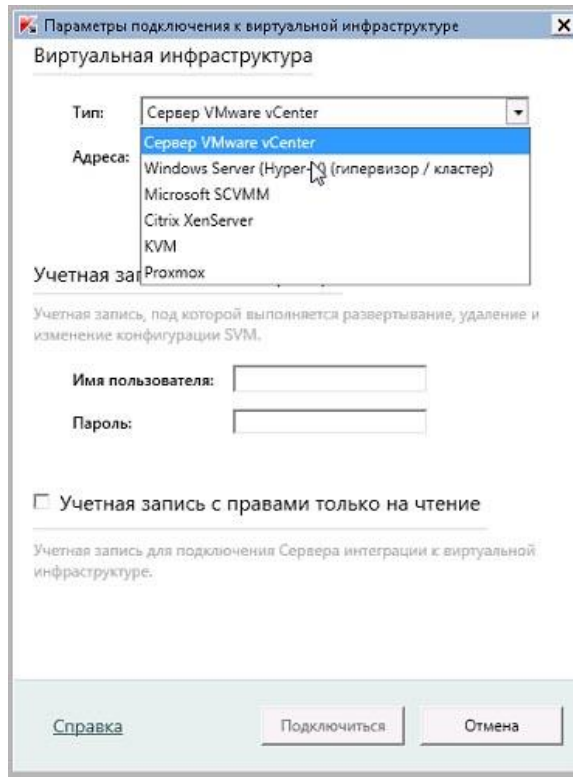 Параметры подключения к виртуальной инфраструктуре
Виртуальная инфраструктура
Тип: Сервер VMware vCenter
Сервер VMware vCenter
Адреса: Windows Server (Hyper- (гипервизор / кластер)
Microsoft SCVMM
Citrix XenServer
KVM
Proxmox
Учетная
Учетная запись, под которой выполняется развертывание, удаление и
изменение конфигурации SVM.
Имя пользователя:
Пароль:
Учетная запись с правами только на чтение
Учетная запись для подключения Сервера интеграции к виртуальной
инфраструктуре.
Справка Подключиться Отмена